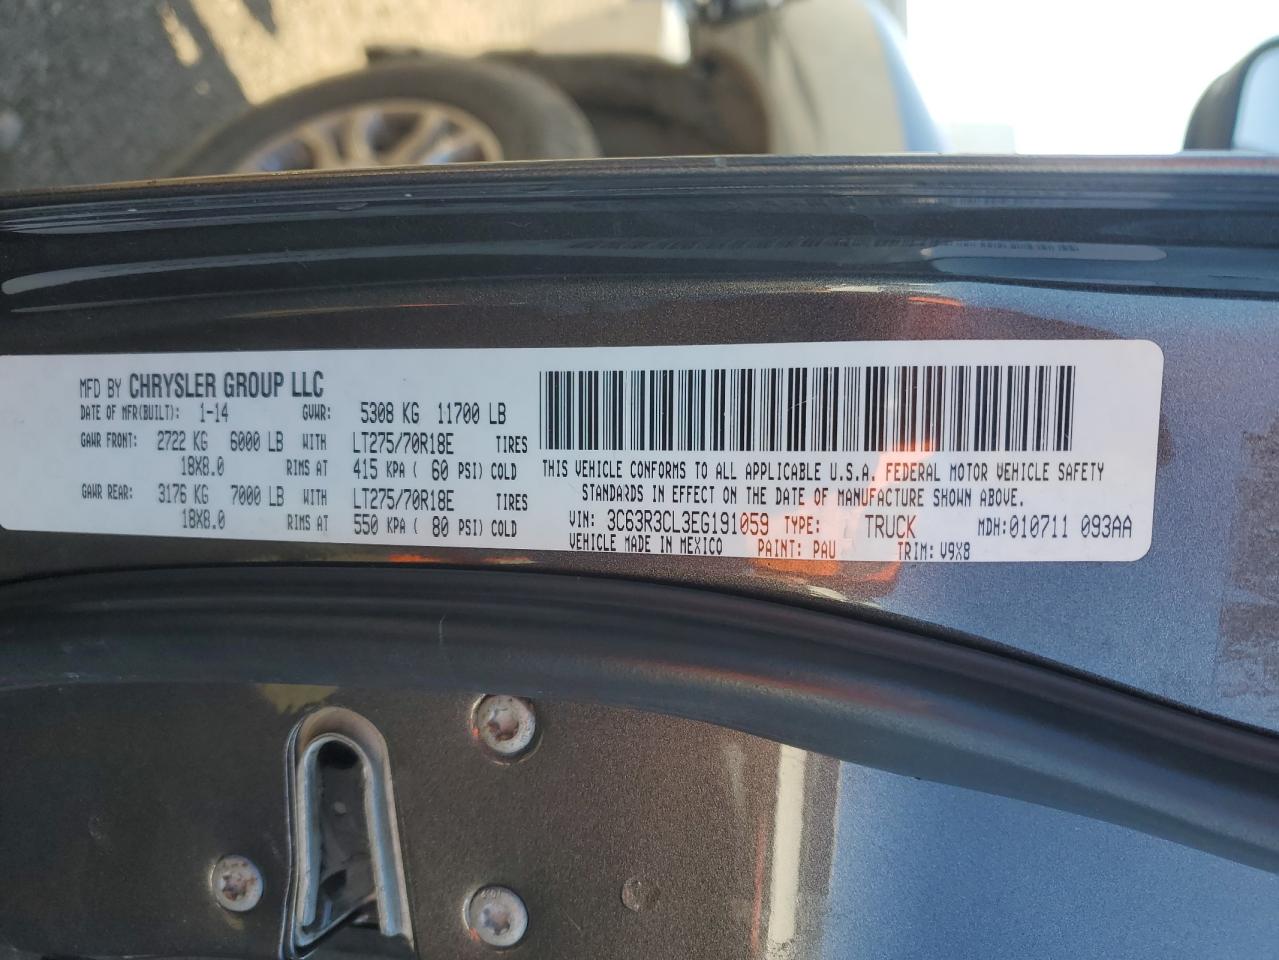 MFD BY CHRYSLER GROUP LLC
DATE OF MFR(BUILT): 1-14 GVWR: 5308 KG 11700 LB
GAWR FRONT: 2722 KG 6000 LB WITH LT275/70R18E TIRES
18X8.0 RIMS AT 415 KPA ( 60 PSI) COLD
GAWR REAR: 3176 KG 7000 LB WITH LT275/70R18E TIRES
18X8.0 RIMS AT 550 KPA ( 80 PSI) COLD
THIS VEHICLE CONFORMS TO ALL APPLICABLE U.S.A. FEDERAL MOTOR VEHICLE SAFETY
STANDARDS IN EFFECT ON THE DATE OF MANUFACTURE SHOWN ABOVE.
VIN: 3C63R3CL3EG191059 TYPE: TRUCK MDH:010711 093AA
VEHICLE MADE IN MEXICO PAINT: PAU TRIM: V9X8